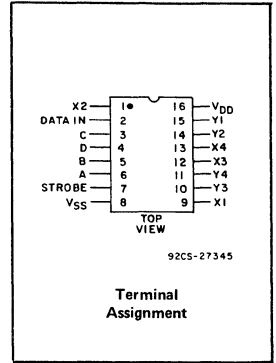 X2 1 16 VDD
DATA IN 2 15 Y1
C 3 14 Y2
D 4 13 X4
B 5 12 X3
A 6 11 Y4
STROBE 7 10 Y3
VSS 8 9 X1
TOP
VIEW
92CS-27345
Terminal
Assignment